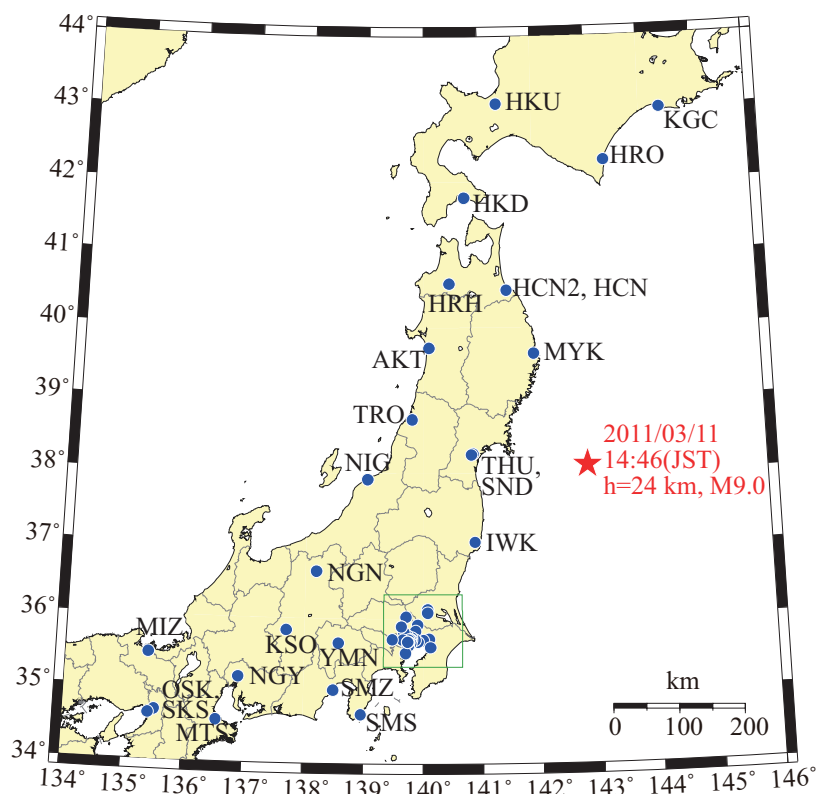 44°
43°
42°
41°
40°
39°
38°
37°
36°
35°
34°
HKU
KGC
HRO
HKD
HCN2, HCN
HRH
AKT
MYK
TRO
2011/03/11
14:46(JST)
h=24 km, M9.0
NIG
THU,
SND
IWK
NGN
MIZ
KSO
YMN
NGY
OSK,
SKS
MTS
SMZ
SMS
km
0 100 200
134° 135° 136° 137° 138° 139° 140° 141° 142° 143° 144° 145° 146°